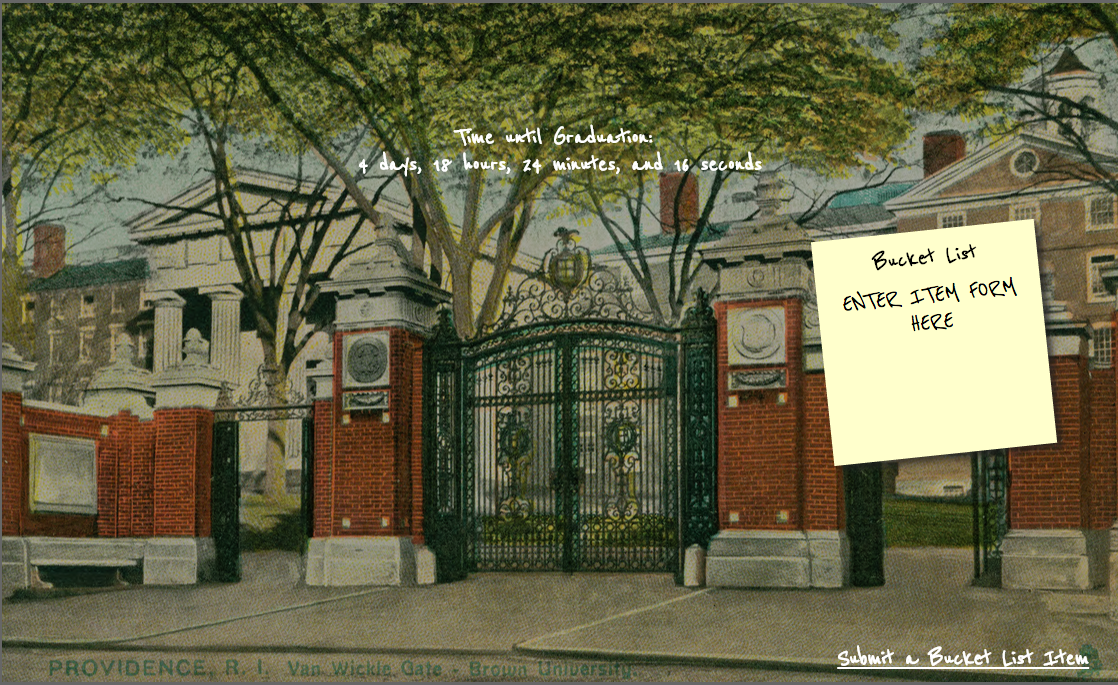 Time until Graduation:
4 days, 18 hours, 24 minutes, and 16 seconds
Bucket List
ENTER ITEM FORM
HERE
Submit a Bucket List Item
PROVIDENCE, R. I. Van Wickle Gate - Brown University.